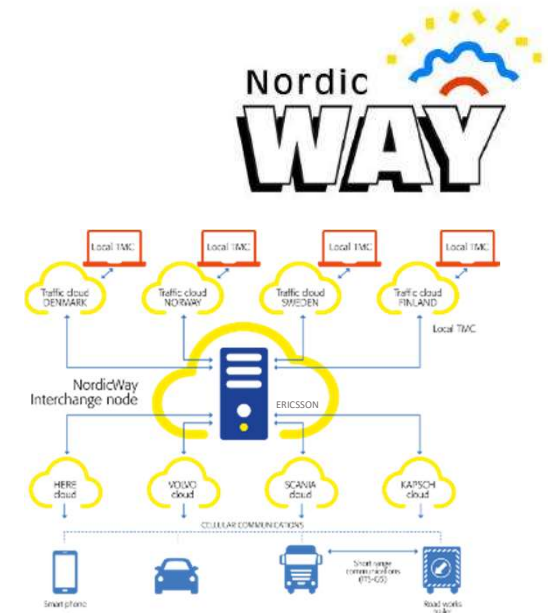 Nordic
WAY
Local TMC
Local TMC
Local TMC
Local TMC
Traffic cloud
DENMARK
Traffic cloud
NORWAY
Traffic cloud
SWEDEN
Traffic cloud
FINLAND
Local TMC
NordicWay
Interchange node
ERICSSON
HERE
cloud
VOLVO
cloud
SCANIA
cloud
KAPSCH
cloud
CELLULAR COMMUNICATIONS
Short range
communications
(ITS-G5)
Smart phone
Road works
trailer